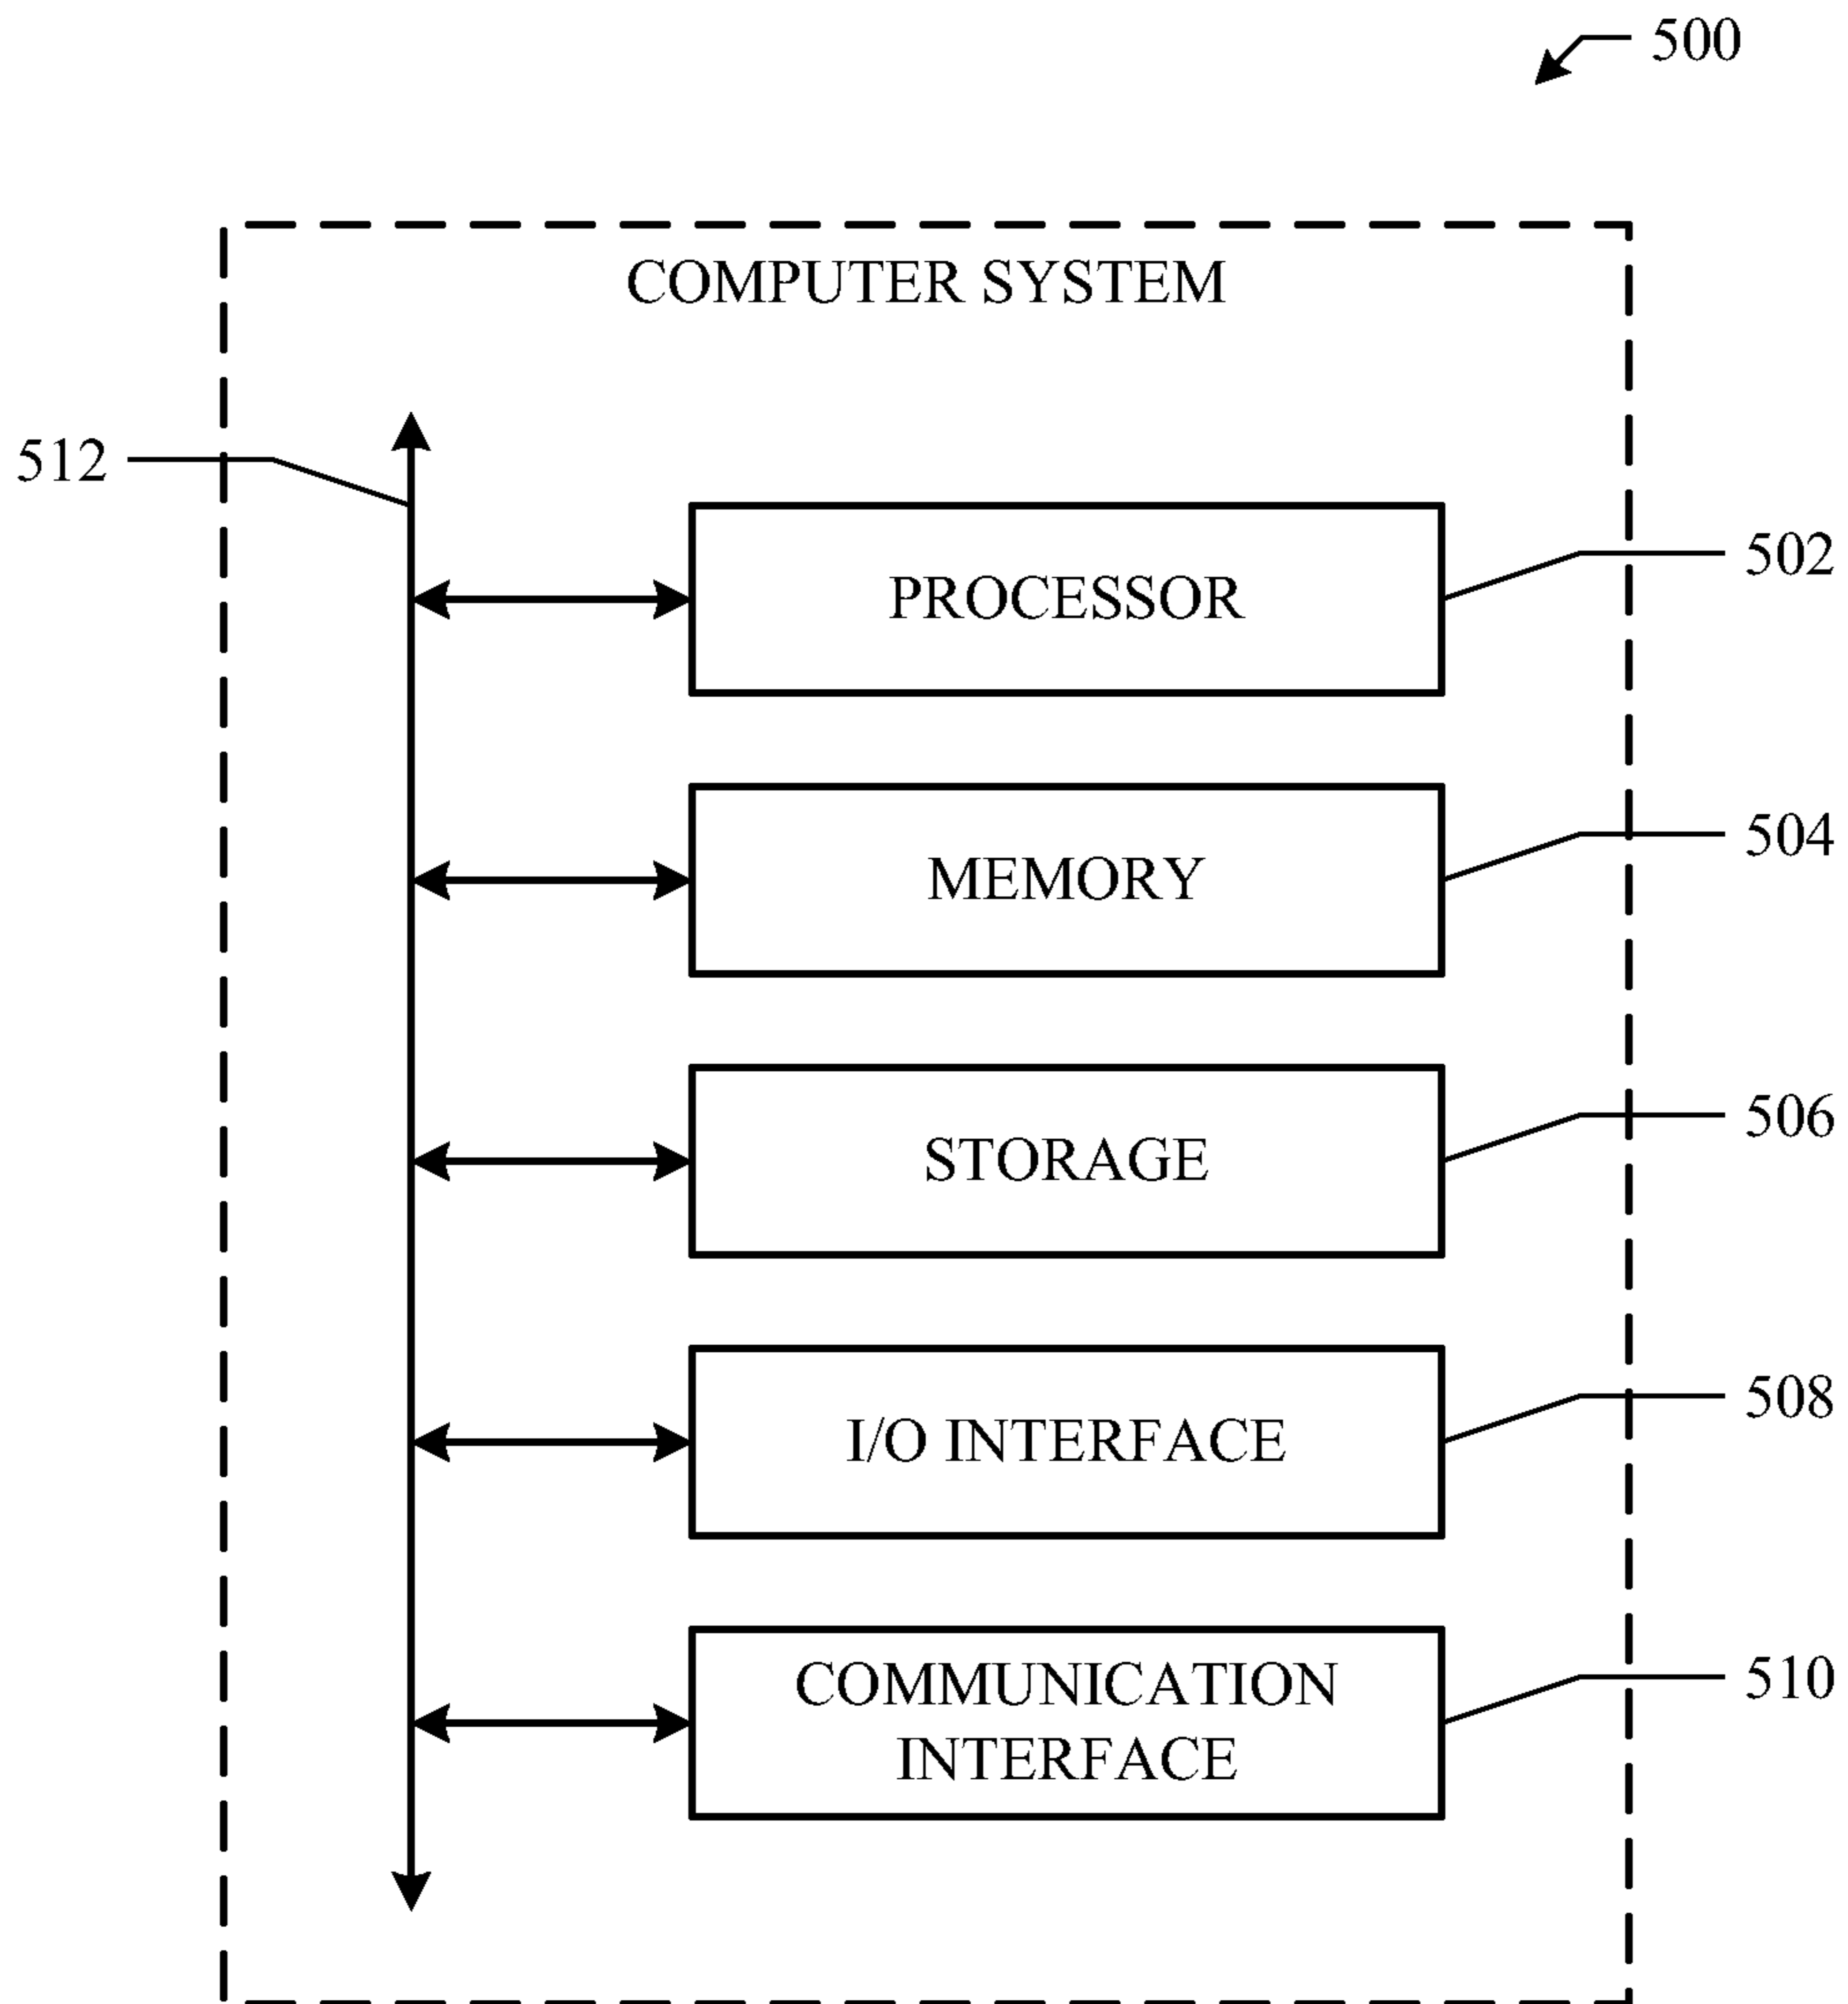 500
COMPUTER SYSTEM
512
PROCESSOR
502
MEMORY
504
STORAGE
506
I/O INTERFACE
508
COMMUNICATION
INTERFACE
510